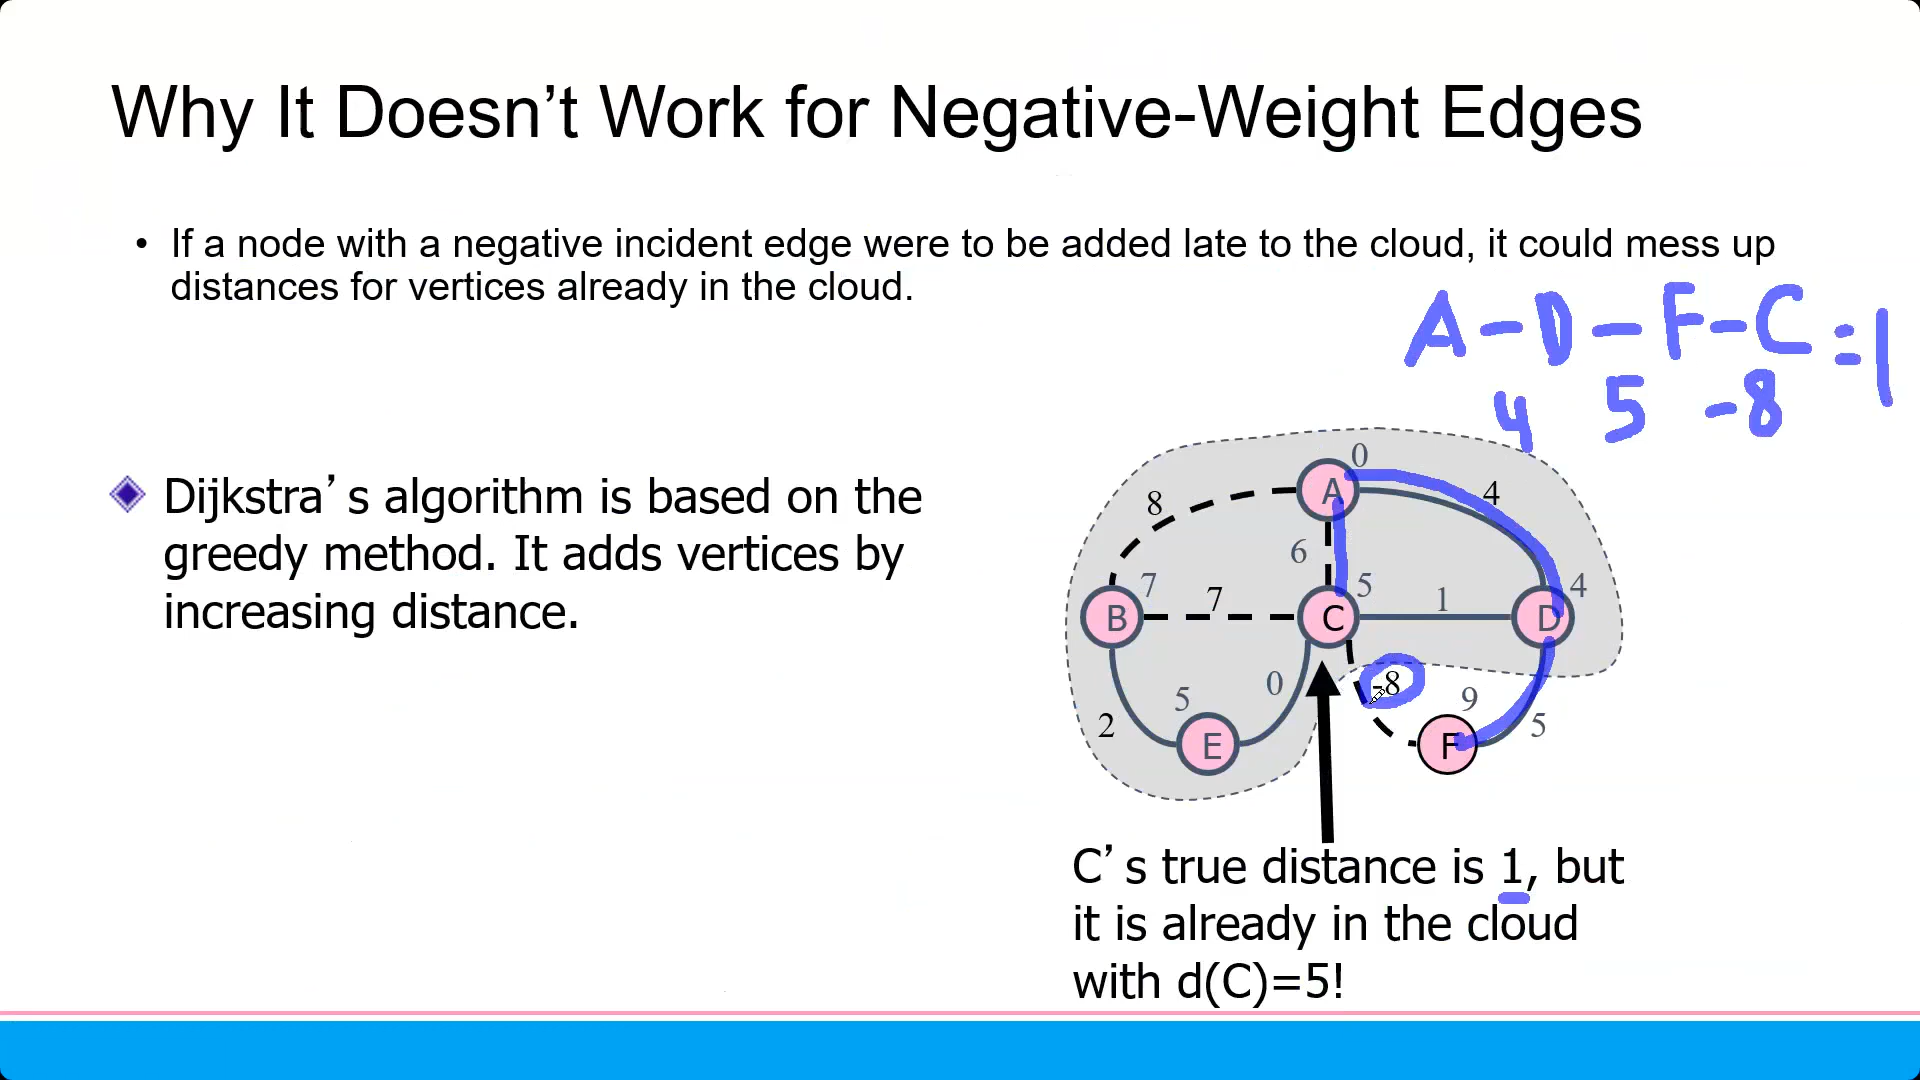 Why It Doesn’t Work for Negative-Weight Edges
• If a node with a negative incident edge were to be added late to the cloud, it could mess up
distances for vertices already in the cloud.
A - D - F - C = 1
4 5 -8
Dijkstra’s algorithm is based on the
greedy method. It adds vertices by
increasing distance.
0
A
8
4
6
7
5
4
B
7
C
1
D
-8
5
0
9
2
5
E
F
C’s true distance is 1, but
it is already in the cloud
with d(C)=5!